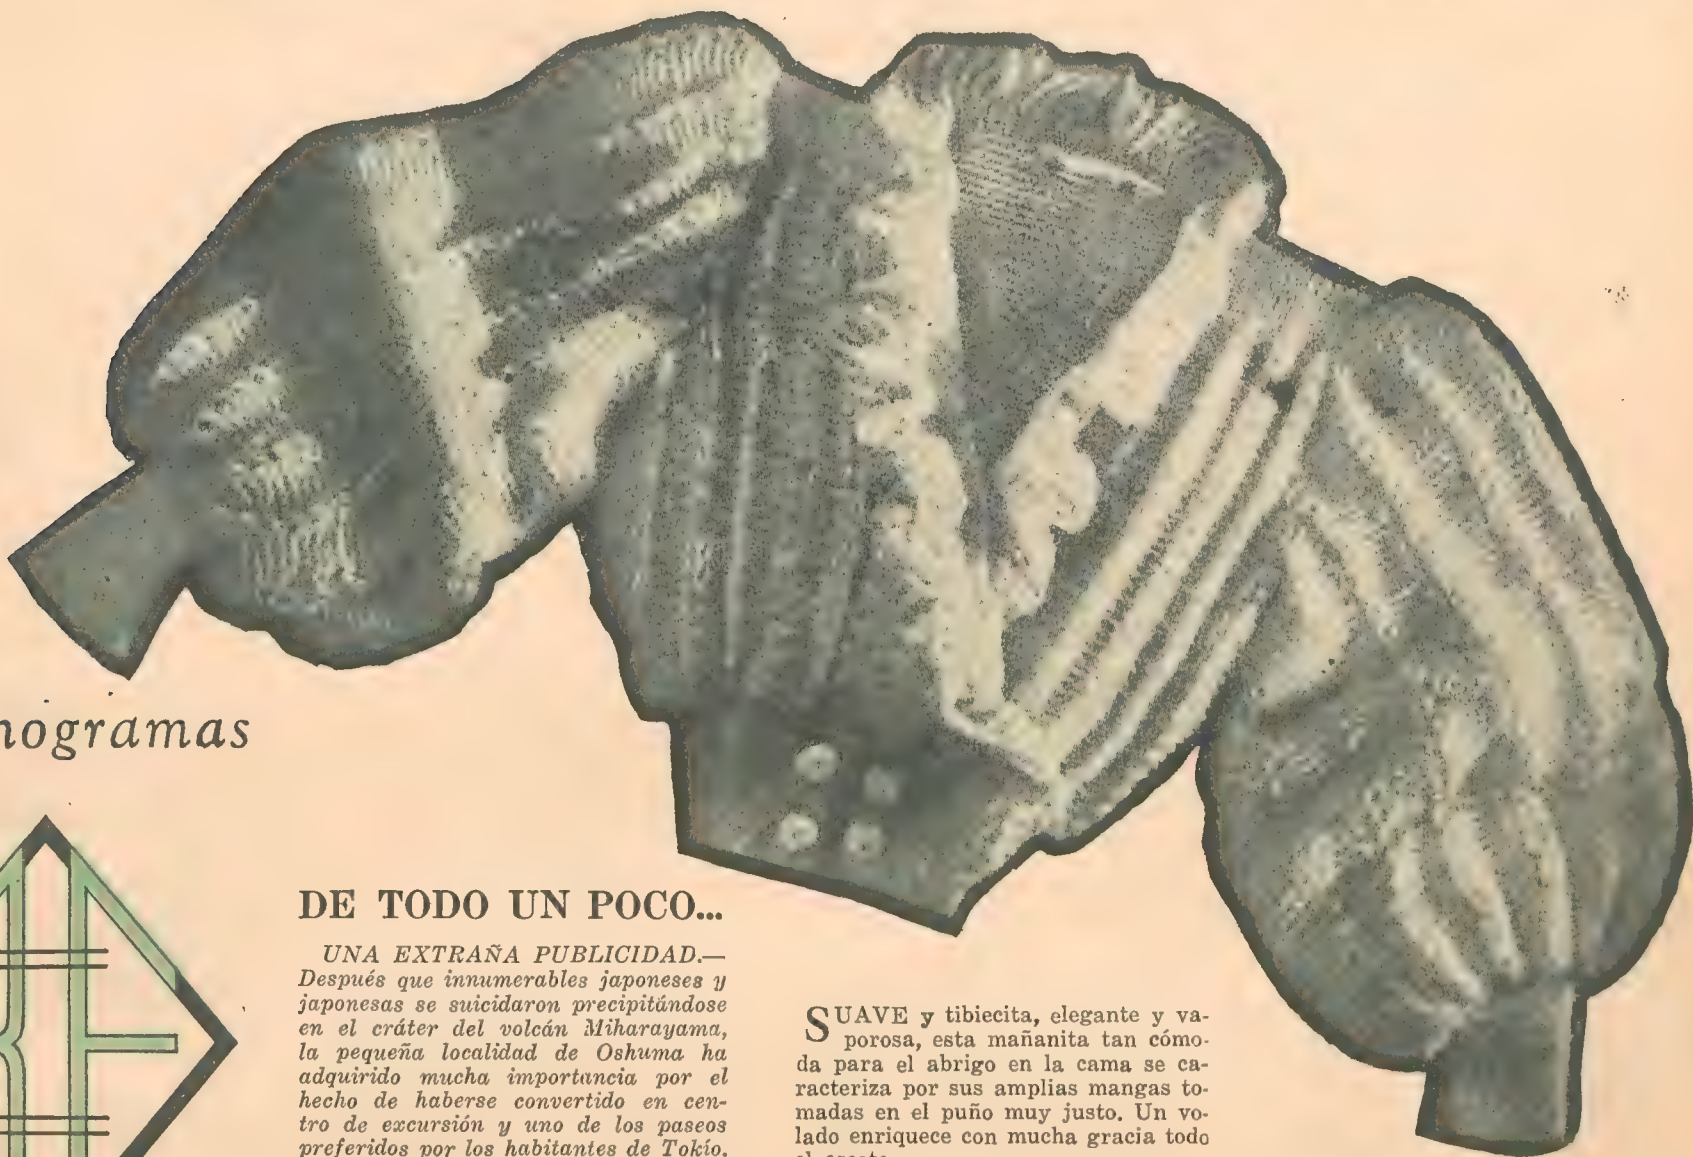 nogramas
DE TODO UN POCO...
UNA EXTRAÑA PUBLICIDAD.—
Después que innumerables japoneses y
japonesas se suicidaron precipitándose
en el cráter del volcán Miharayama,
la pequeña localidad de Oshuma ha
adquirido mucha importancia por el
hecho de haberse convertido en cen-
tro de excursión y uno de los paseos
preferidos por los habitantes de Tokío.
SUAVE y tibiecita, elegante y va-
porosa, esta mañanita tan cómo-
da para el abrigo en la cama se ca-
racteriza por sus amplias mangas to-
madas en el puño muy justo. Un vo-
lado enriquece con mucha gracia todo